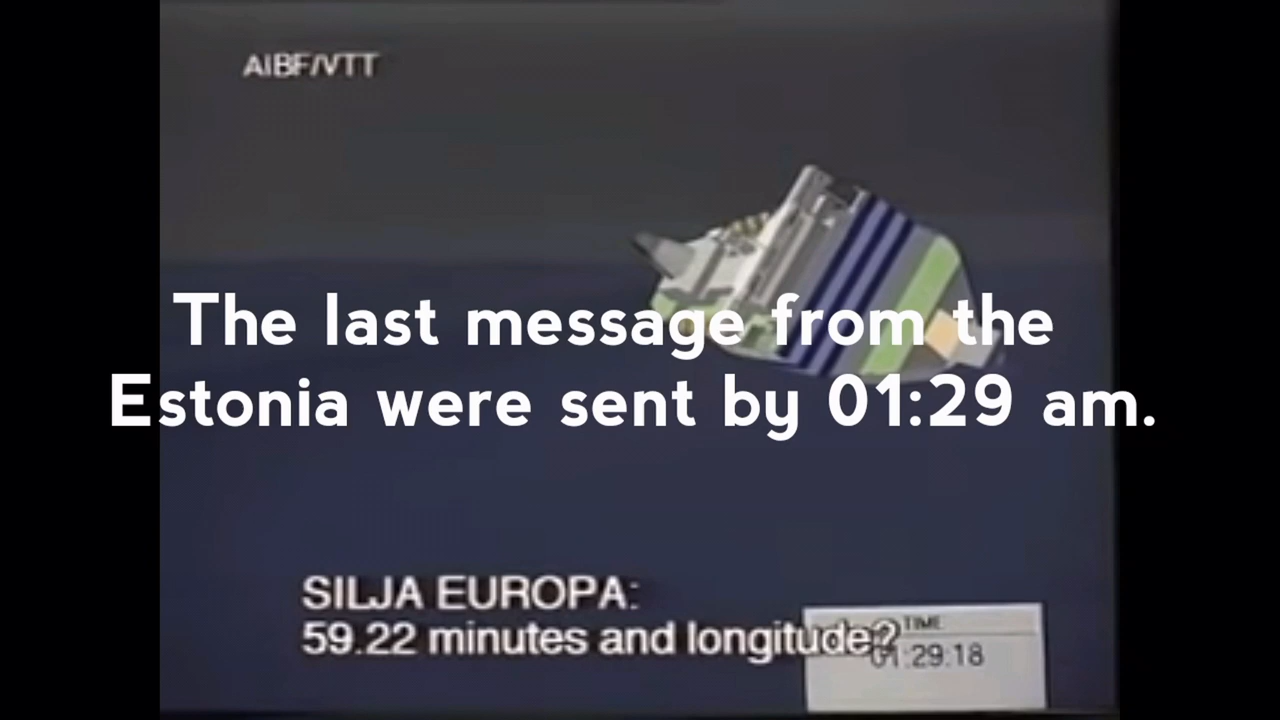 AIBF/VTT
The last message from the
Estonia were sent by 01:29 am.
SILJA EUROPA:
59.22 minutes and longitude?
TIME
01:29:18